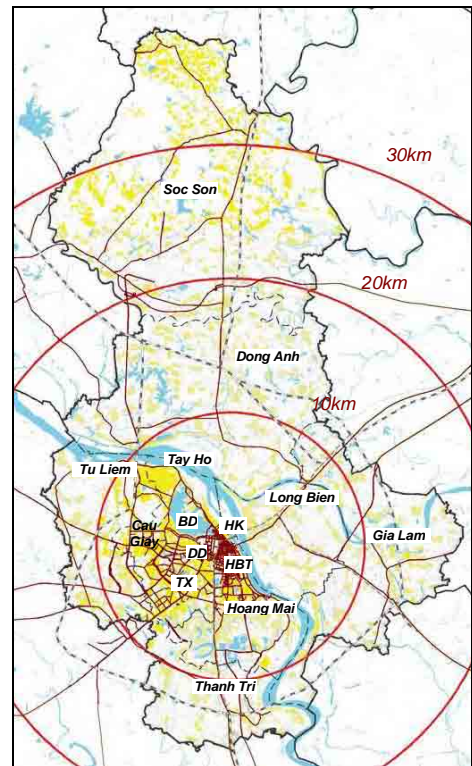 30km
Soc Son
20km
Dong Anh
10km
Tay Ho
Tu Liem
Long Bien
BD
HK
Cau
Giay
Gia Lam
DD
HBT
TX
Hoang Mai
Thanh Tri